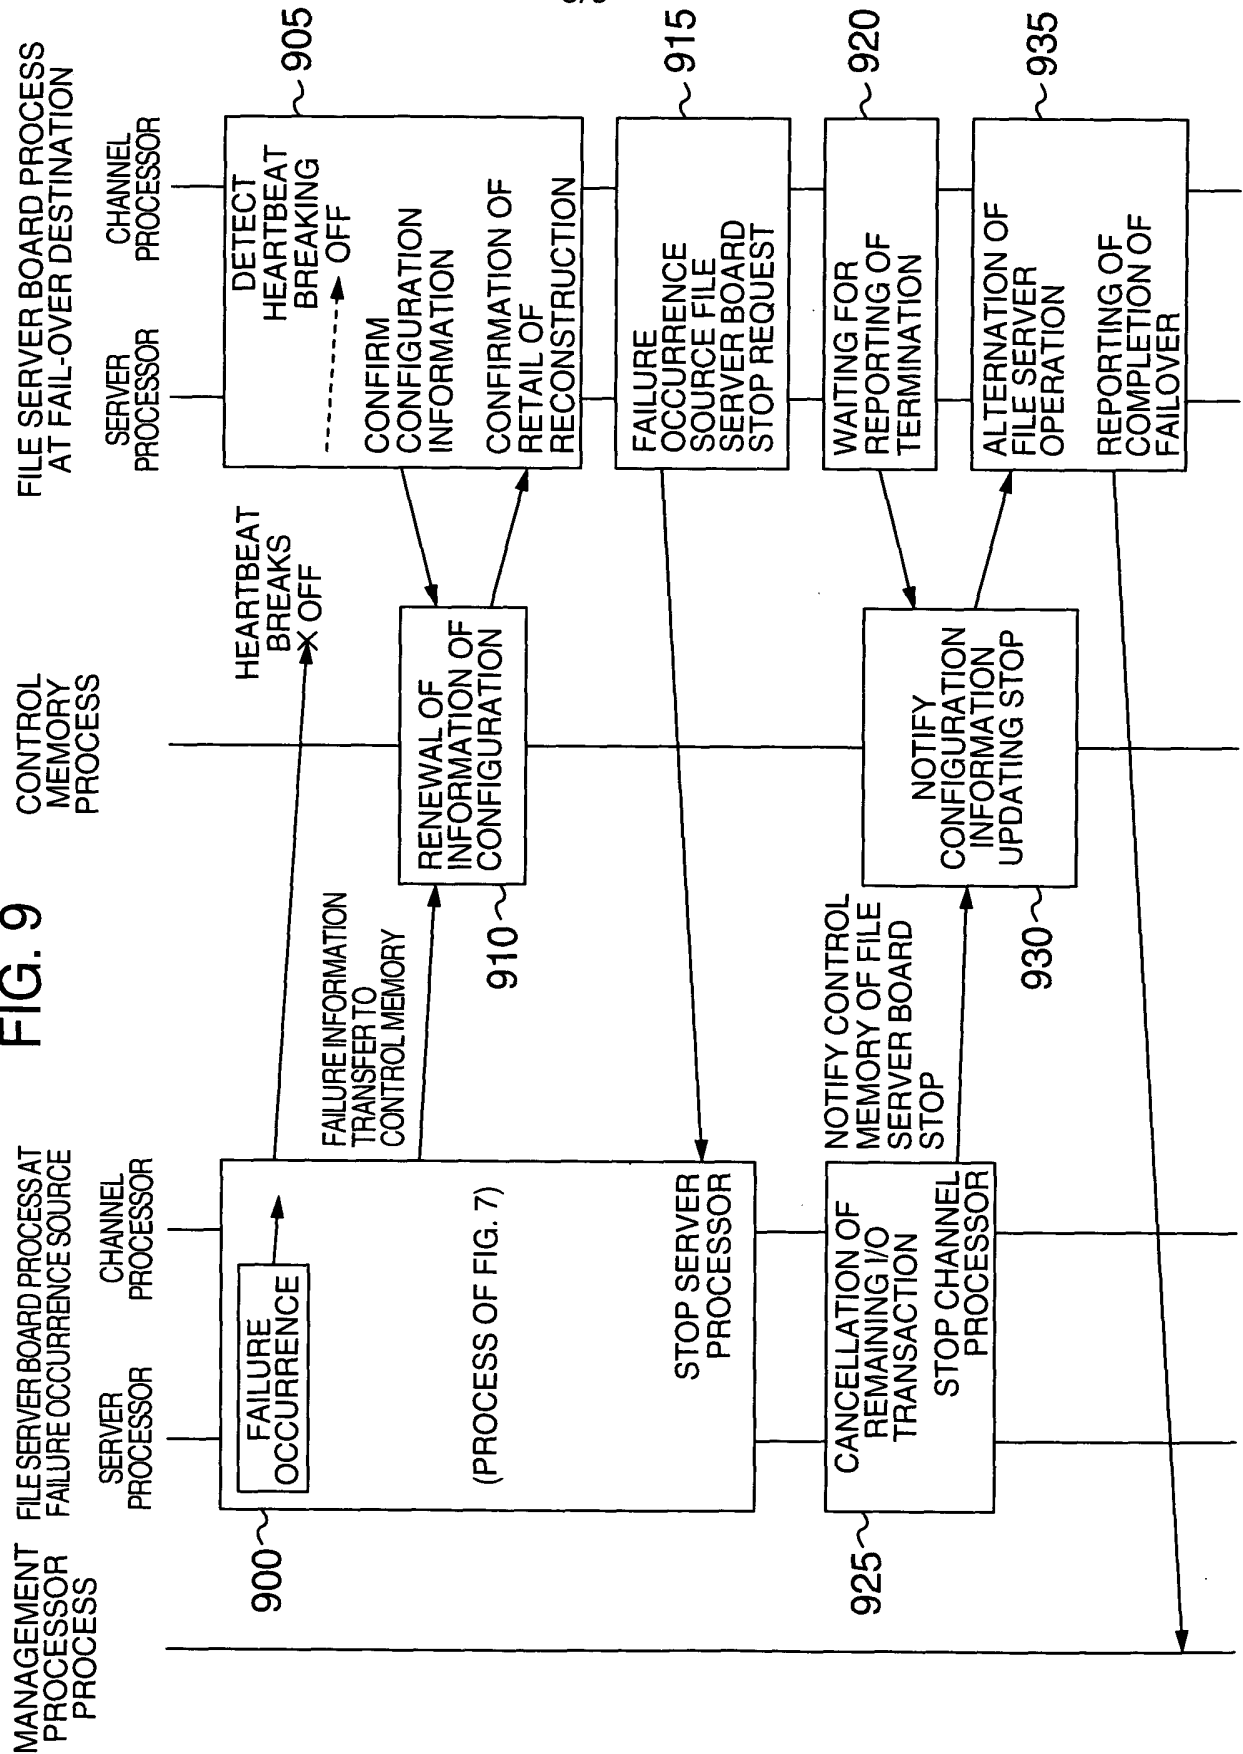 FIG. 9
MANAGEMENT
PROCESSOR
PROCESS
FILE SERVER BOARD PROCESS AT
FAILURE OCCURRENCE SOURCE
SERVER
PROCESSOR
CHANNEL
PROCESSOR
CONTROL
MEMORY
PROCESS
FILE SERVER BOARD PROCESS
AT FAIL-OVER DESTINATION
SERVER
PROCESSOR
CHANNEL
PROCESSOR
900
FAILURE
OCCURRENCE
(PROCESS OF FIG. 7)
STOP SERVER
PROCESSOR
HEARTBEAT
BREAKS
OFF
905
DETECT
HEARTBEAT
BREAKING
OFF
CONFIRM
CONFIGURATION
INFORMATION
CONFIRMATION OF
RETAIL OF
RECONSTRUCTION
FAILURE INFORMATION
TRANSFER TO
CONTROL MEMORY
910
RENEWAL OF
INFORMATION OF
CONFIGURATION
915
FAILURE
OCCURRENCE
SOURCE FILE
SERVER BOARD
STOP REQUEST
920
WAITING FOR
REPORTING OF
TERMINATION
925
CANCELLATION OF
REMAINING I/O
TRANSACTION
STOP CHANNEL
PROCESSOR
NOTIFY CONTROL
MEMORY OF FILE
SERVER BOARD
STOP
930
NOTIFY
CONFIGURATION
INFORMATION
UPDATING STOP
935
ALTERNATION OF
FILE SERVER
OPERATION
REPORTING OF
COMPLETION OF
FAILOVER